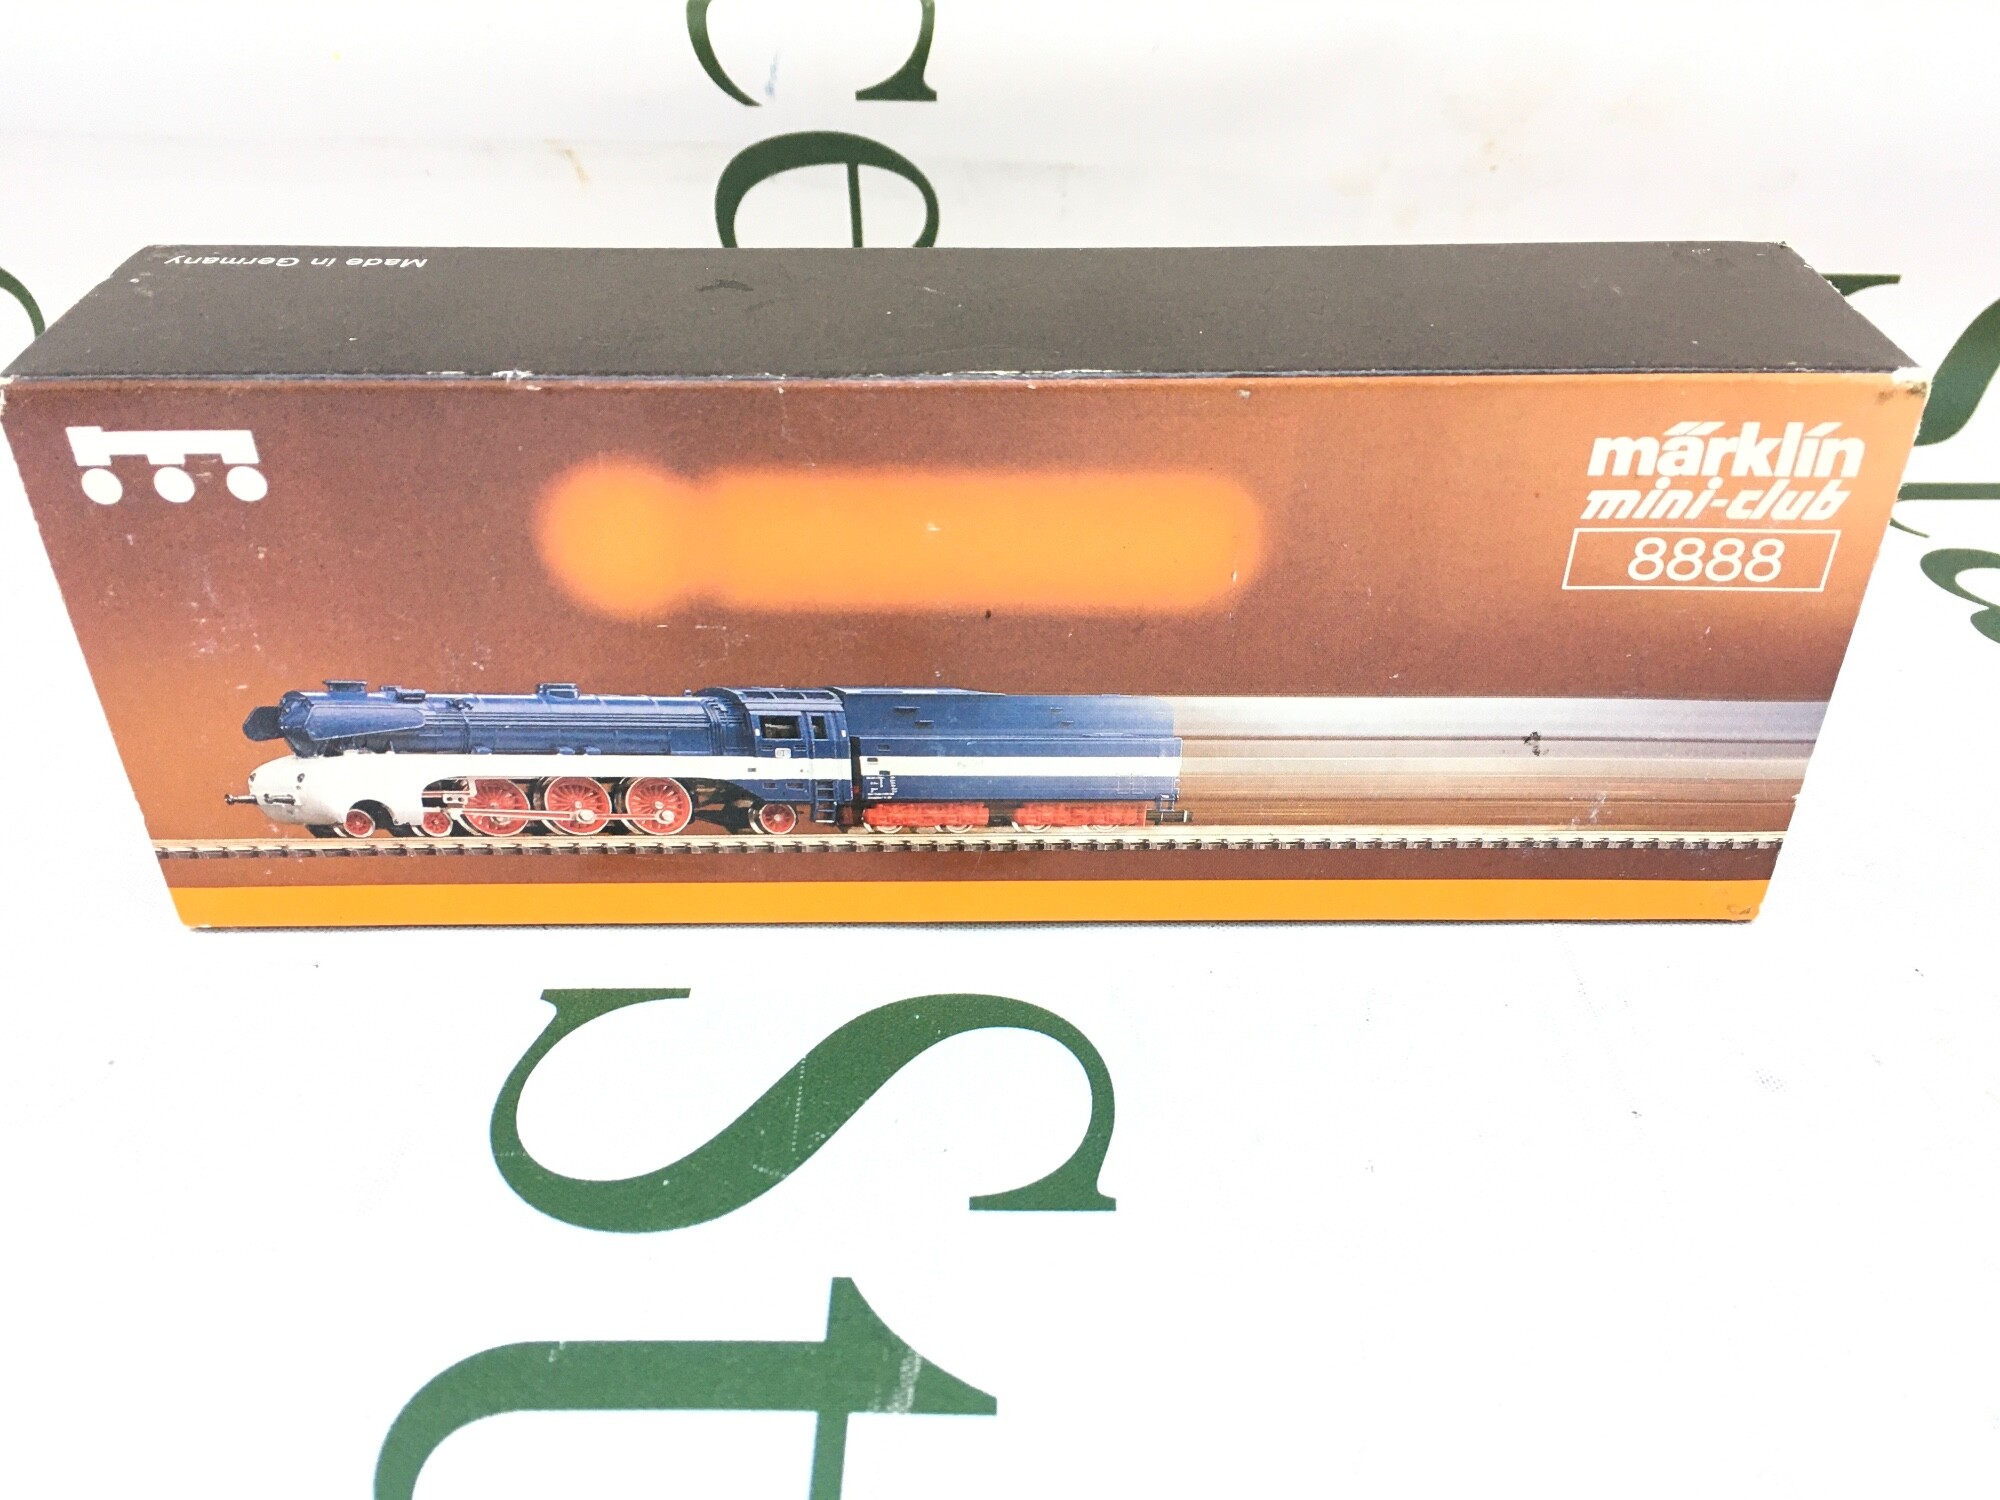 Made in Germany
märklin
mini-club
8888